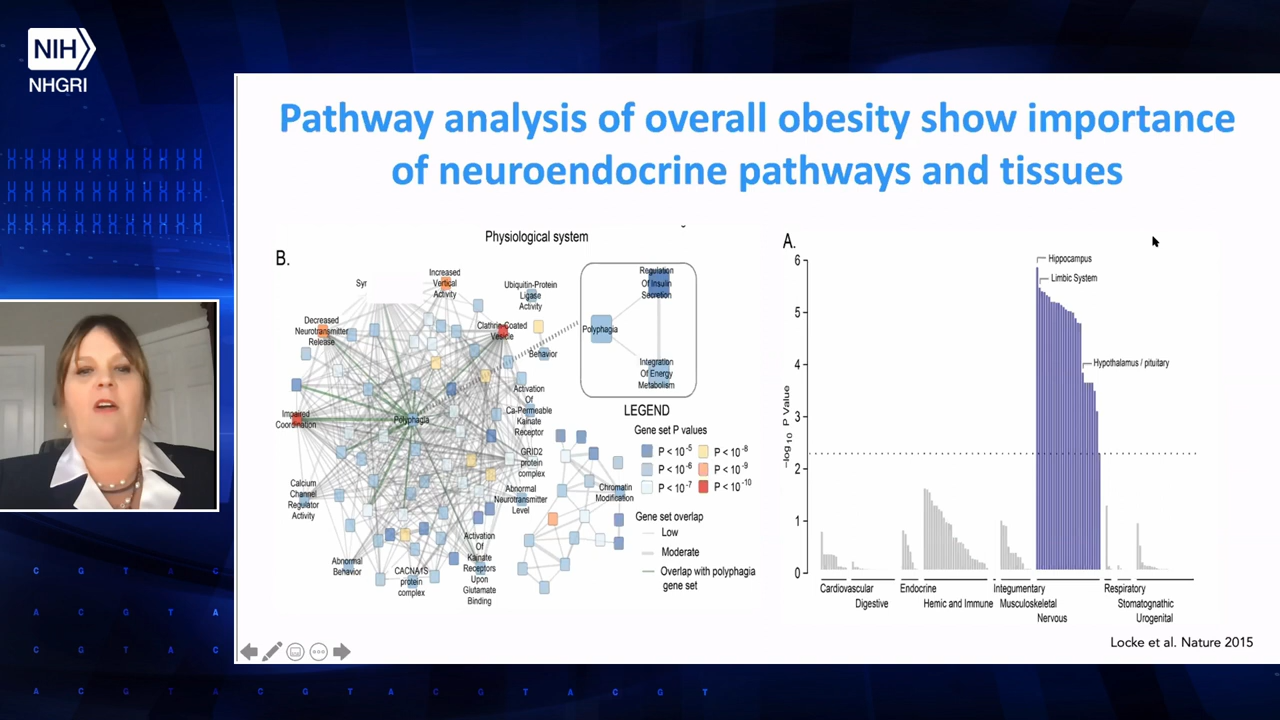 NIH
NHGRI
Pathway analysis of overall obesity show importance
of neuroendocrine pathways and tissues
B.
Physiological system
Syr
Increased
Vertical
Activity
Ubiquitin-Protein
Ligase
Activity
Decreased
Neurotransmitter
Release
Clathrin-Coated
Vesicle
Behavior
Activation
Of
Ca-Permeable
Kainate
Receptor
Impaired
Coordination
Polyphagia
GRID2
protein
complex
Calcium
Channel
Regulator
Activity
Abnormal
Neurotransmitter
Level
Chromatin
Modification
Abnormal
Behavior
CACNA1S
protein
complex
Activation
Of
Kainate
Receptors
Upon
Glutamate
Binding
Regulation
Of Insulin
Secretion
Polyphagia
Integration
Of Energy
Metabolism
LEGEND
Gene set P values
P < 10-5 P < 10-8
P < 10-6 P < 10-9
P < 10-7 P < 10-10
Gene set overlap
Low
Moderate
Overlap with polyphagia
gene set
A.
−log10 P Value
6
5
4
3
2
1
0
Hippocampus
Limbic System
Hypothalamus / pituitary
Cardiovascular
Digestive
Endocrine
Hemic and Immune
Integumentary
Musculoskeletal
Nervous
Respiratory
Stomatognathic
Urogenital
Locke et al. Nature 2015
C G T A C
A C G T A
C G T A C
A C G T A C G T A C G T A C G T